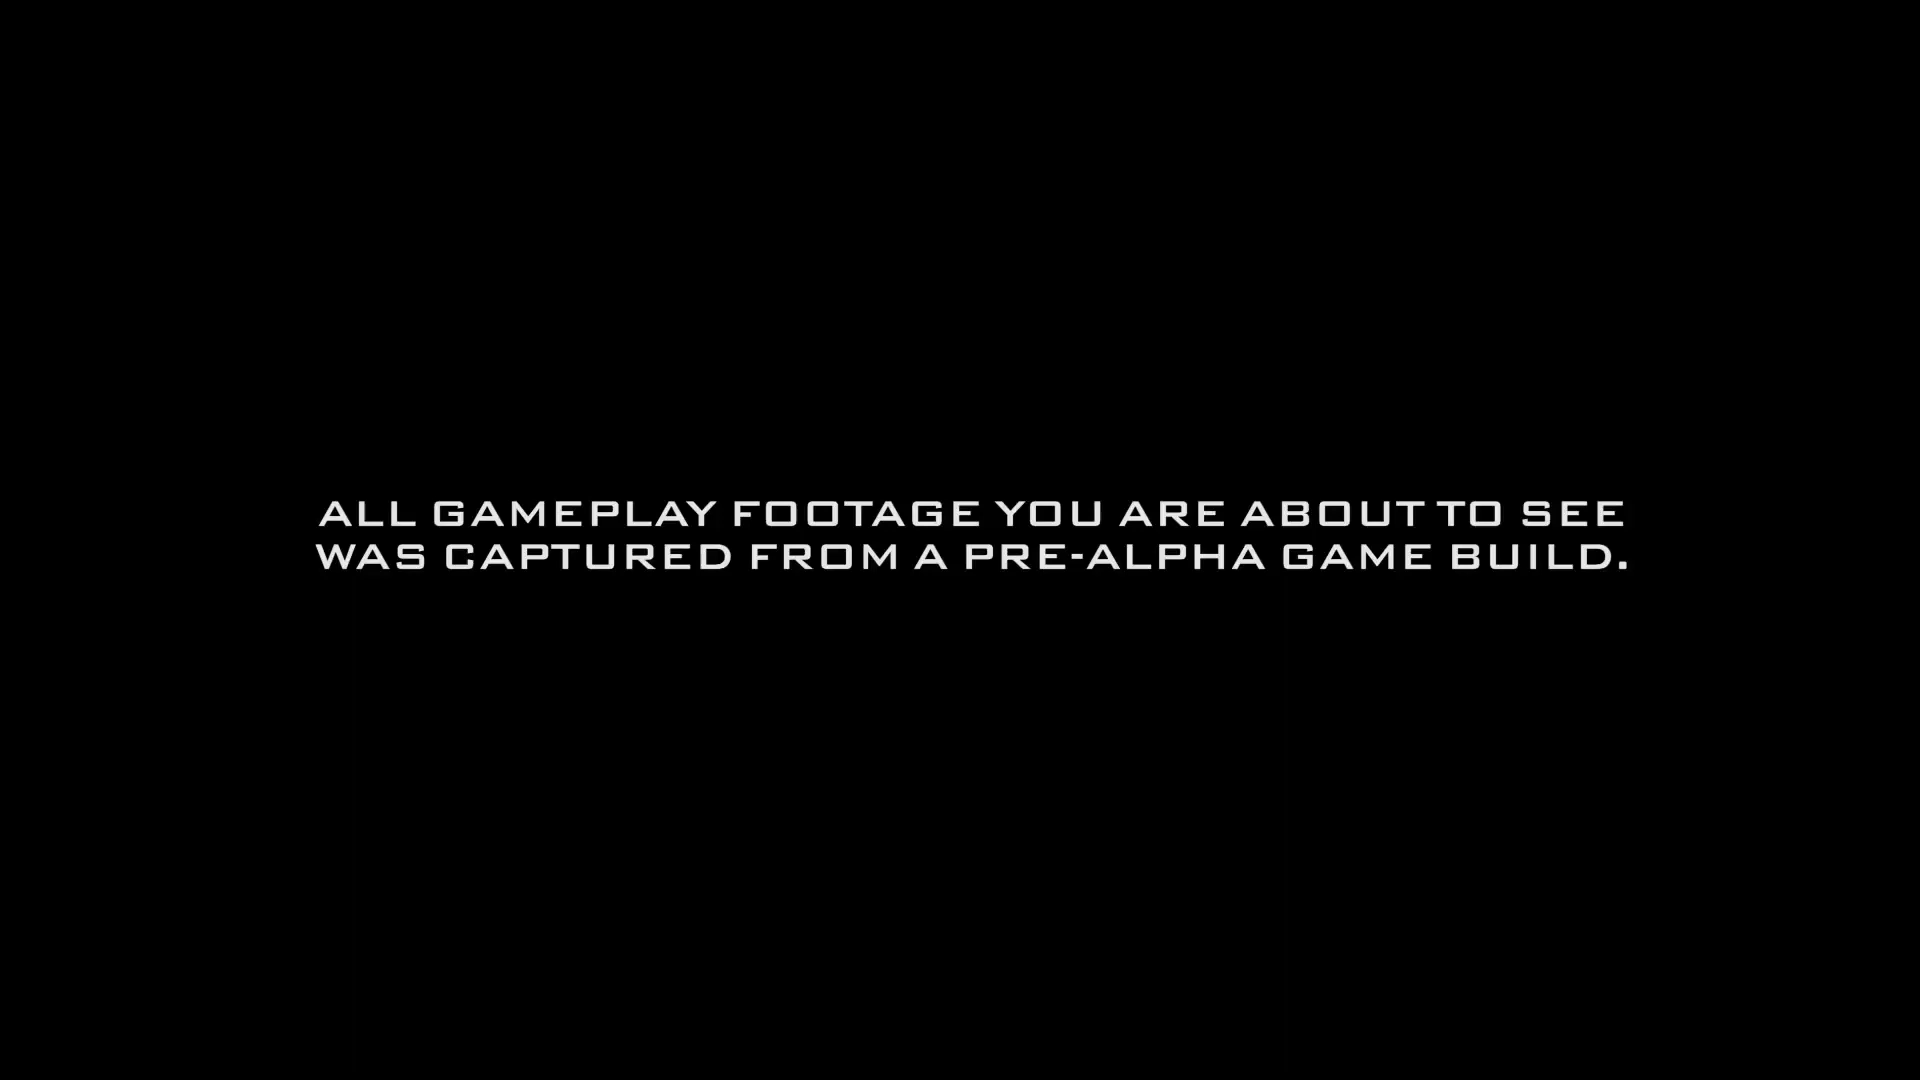 ALL GAMEPLAY FOOTAGE YOU ARE ABOUT TO SEE
WAS CAPTURED FROM A PRE-ALPHA GAME BUILD.